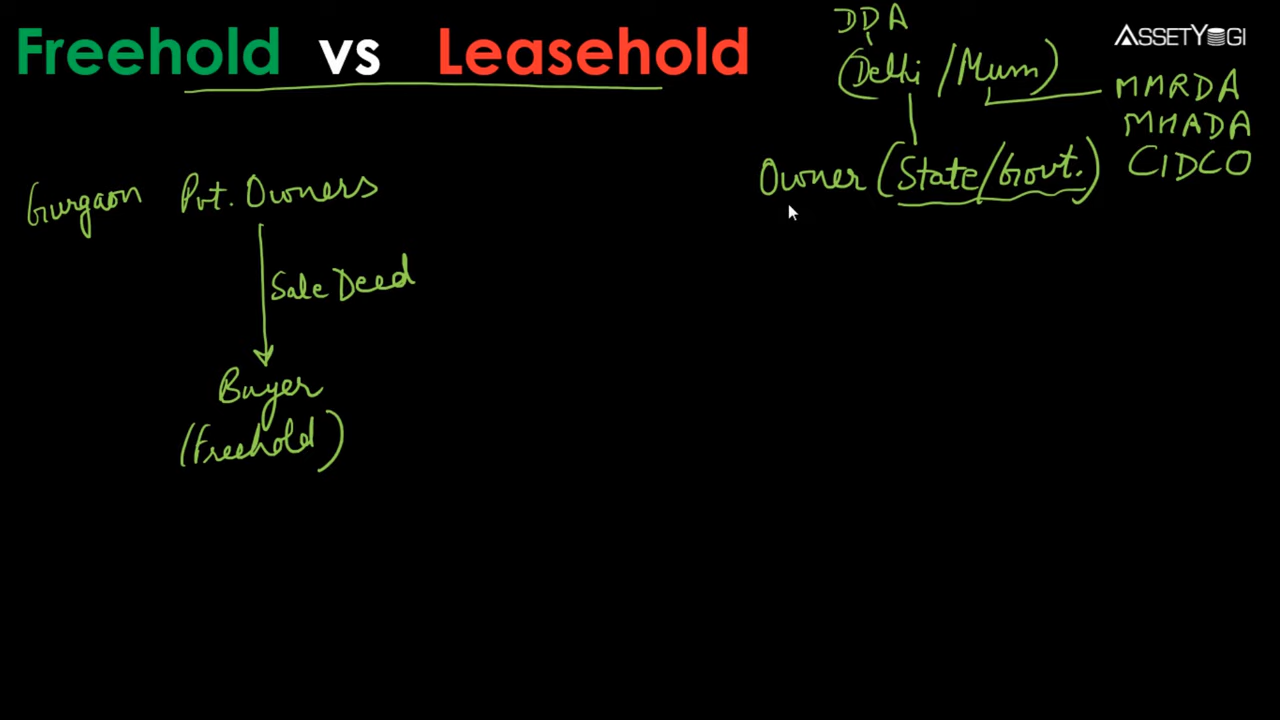 Freehold vs Leasehold
DDA
ASSETYOGI
(Delhi / Mum)
MMRDA
MHADA
CIDCO
Owner (State/Govt.)
Gurgaon Pvt. Owners
Sale Deed
Buyer
(Freehold)